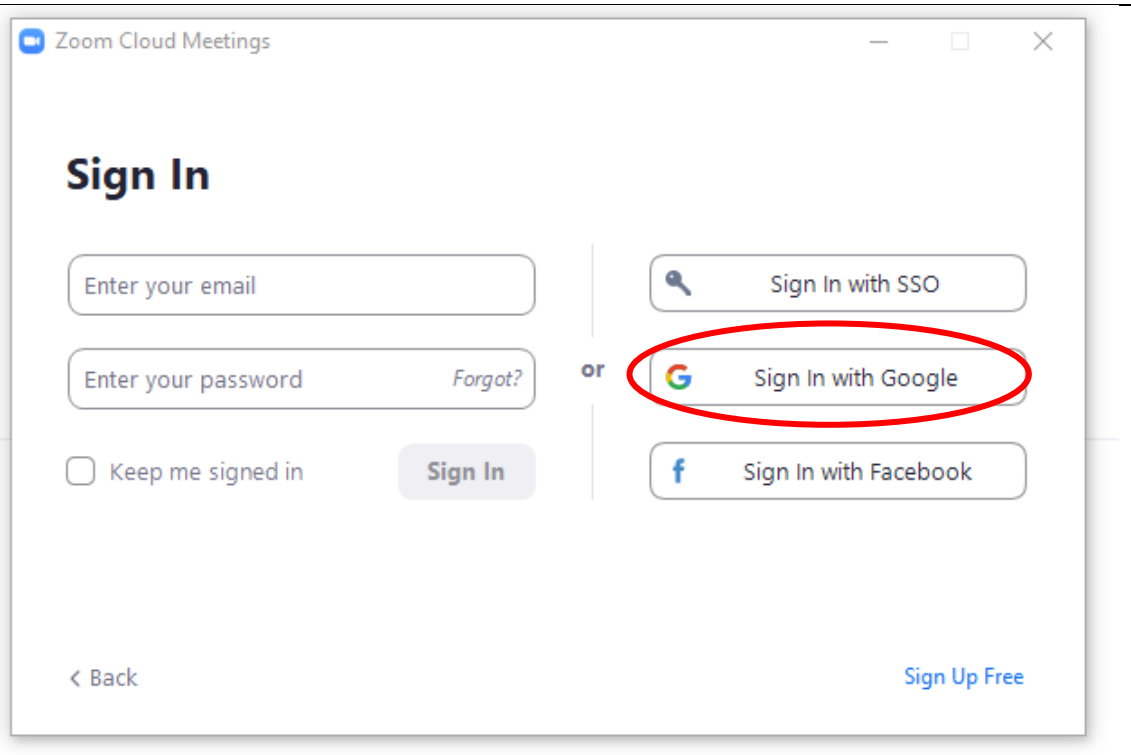 Zoom Cloud Meetings
Sign In
Enter your email
Enter your password Forgot?
Keep me signed in Sign In
or
Sign In with SSO
Sign In with Google
Sign In with Facebook
Back
Sign Up Free